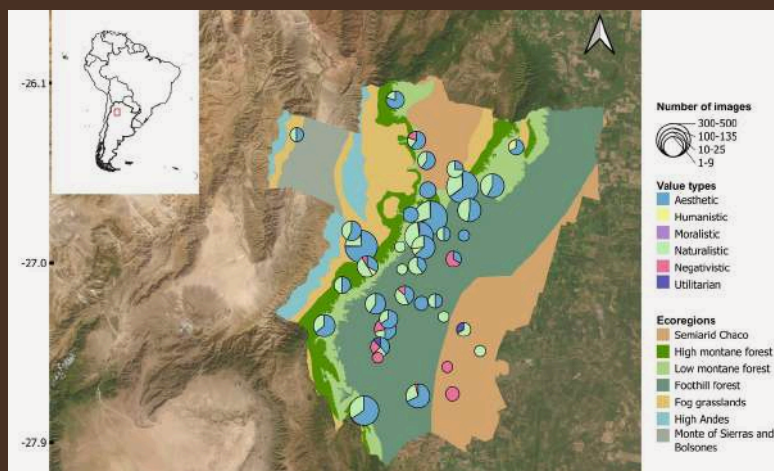 -26.1
-27.0
-27.9
Number of images
300-500
100-135
10-25
1-9
Value types
Aesthetic
Humanistic
Moralistic
Naturalistic
Negativistic
Utilitarian
Ecoregions
Semiarid Chaco
High montane forest
Low montane forest
Foothill forest
Fog grasslands
High Andes
Monte of Sierras and
Bolsones